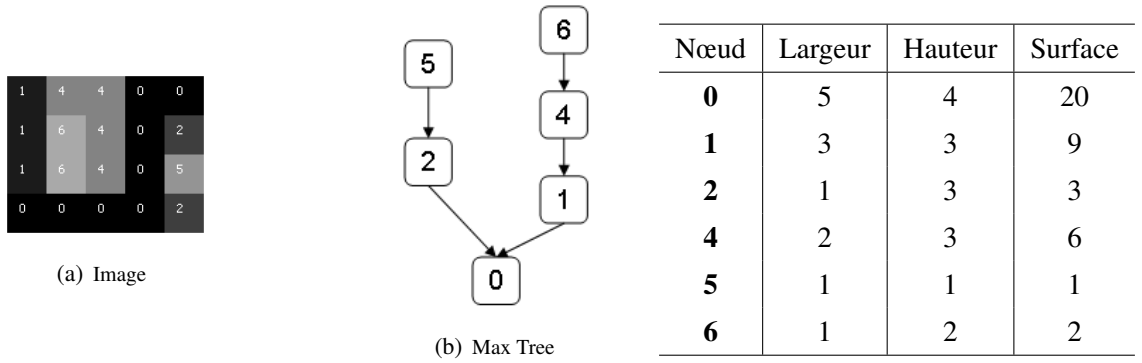 1 4 4 0 0
1 6 4 0 2
1 6 4 0 5
0 0 0 0 2
(a) Image
6
5
4
2
1
0
(b) Max Tree
Nœud Largeur Hauteur Surface
0 5 4 20
1 3 3 9
2 1 3 3
4 2 3 6
5 1 1 1
6 1 2 2